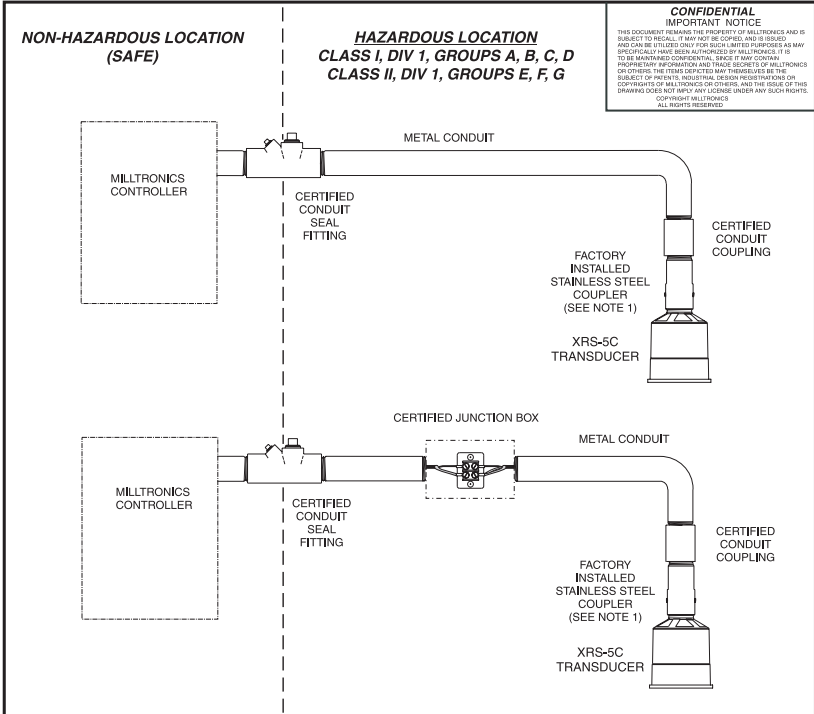 NON-HAZARDOUS LOCATION
(SAFE)
HAZARDOUS LOCATION
CLASS I, DIV 1, GROUPS A, B, C, D
CLASS II, DIV 1, GROUPS E, F, G
CONFIDENTIAL
IMPORTANT NOTICE
THIS DOCUMENT REMAINS THE PROPERTY OF MILLTRONICS AND IS
SUBJECT TO RECALL. IT MAY NOT BE COPIED, AND IS ISSUED
AND CAN BE UTILIZED ONLY FOR SUCH LIMITED PURPOSES AS MAY
SPECIFICALLY HAVE BEEN AUTHORIZED BY MILLTRONICS. IT IS
TO BE MAINTAINED CONFIDENTIAL, SINCE IT MAY CONTAIN
PROPRIETARY INFORMATION AND TRADE SECRETS OF MILLTRONICS
OR OTHERS. THE ITEMS DEPICTED MAY THEMSELVES BE THE
SUBJECT OF PATENTS, INDUSTRIAL DESIGN REGISTRATIONS OR
COPYRIGHTS OF MILLTRONICS OR OTHERS, AND THE ISSUE OF THIS
DRAWING DOES NOT IMPLY ANY LICENSE UNDER ANY SUCH RIGHTS.
COPYRIGHT MILLTRONICS
ALL RIGHTS RESERVED
METAL CONDUIT
MILLTRONICS
CONTROLLER
CERTIFIED
CONDUIT
SEAL
FITTING
CERTIFIED
CONDUIT
COUPLING
FACTORY
INSTALLED
STAINLESS STEEL
COUPLER
(SEE NOTE 1)
XRS-5C
TRANSDUCER
CERTIFIED JUNCTION BOX
METAL CONDUIT
MILLTRONICS
CONTROLLER
CERTIFIED
CONDUIT
SEAL
FITTING
CERTIFIED
CONDUIT
COUPLING
FACTORY
INSTALLED
STAINLESS STEEL
COUPLER
(SEE NOTE 1)
XRS-5C
TRANSDUCER